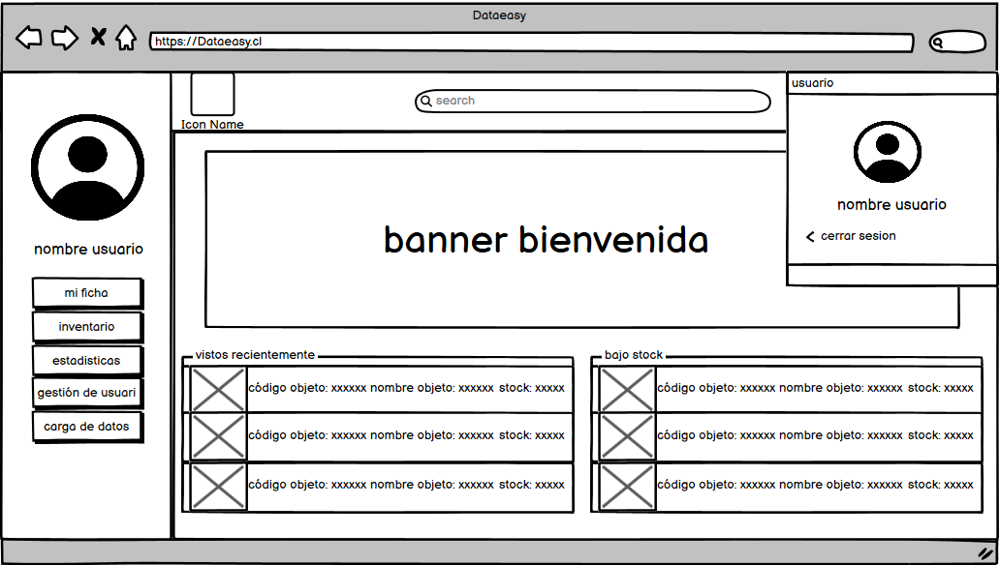 Dataeasy
https://Dataeasy.cl
Icon Name
search
usuario
nombre usuario
cerrar sesion
nombre usuario
mi ficha
inventario
estadisticas
gestión de usuari
carga de datos
banner bienvenida
vistos recientemente
código objeto: xxxxxx nombre objeto: xxxxxx stock: xxxxx
código objeto: xxxxxx nombre objeto: xxxxxx stock: xxxxx
código objeto: xxxxxx nombre objeto: xxxxxx stock: xxxxx
bajo stock
código objeto: xxxxxx nombre objeto: xxxxxx stock: xxxxx
código objeto: xxxxxx nombre objeto: xxxxxx stock: xxxxx
código objeto: xxxxxx nombre objeto: xxxxxx stock: xxxxx